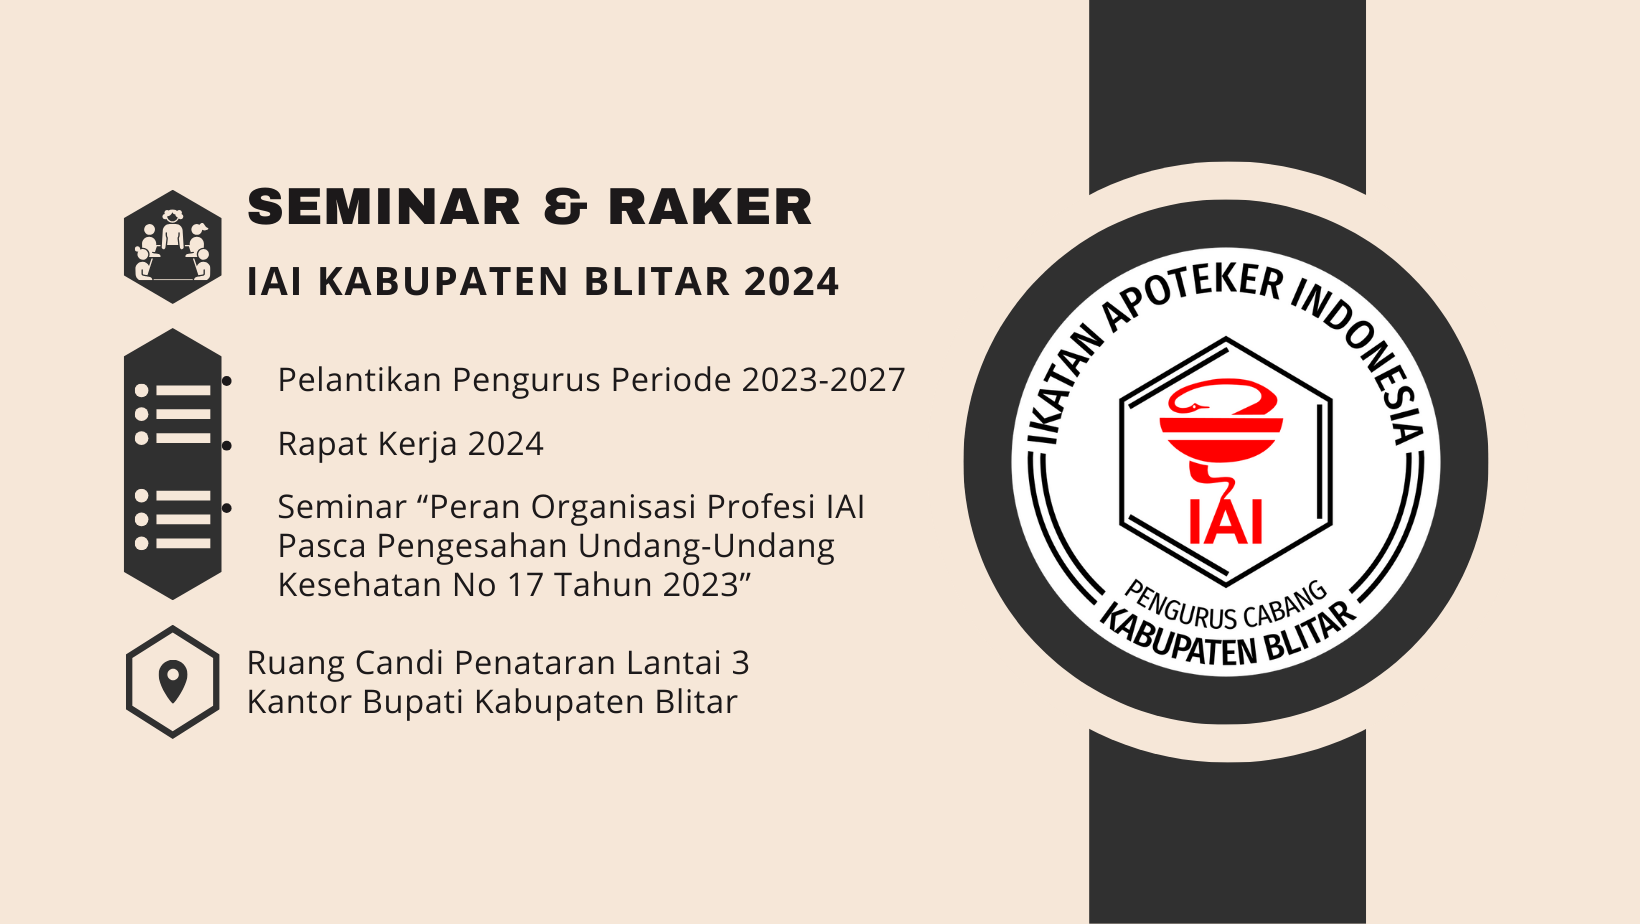 SEMINAR & RAKER
IAI KABUPATEN BLITAR 2024
• Pelantikan Pengurus Periode 2023-2027
• Rapat Kerja 2024
• Seminar “Peran Organisasi Profesi IAI
Pasca Pengesahan Undang-Undang
Kesehatan No 17 Tahun 2023”
Ruang Candi Penataran Lantai 3
Kantor Bupati Kabupaten Blitar
IKATAN APOTEKER INDONESIA
IAI
PENGURUS CABANG
KABUPATEN BLITAR